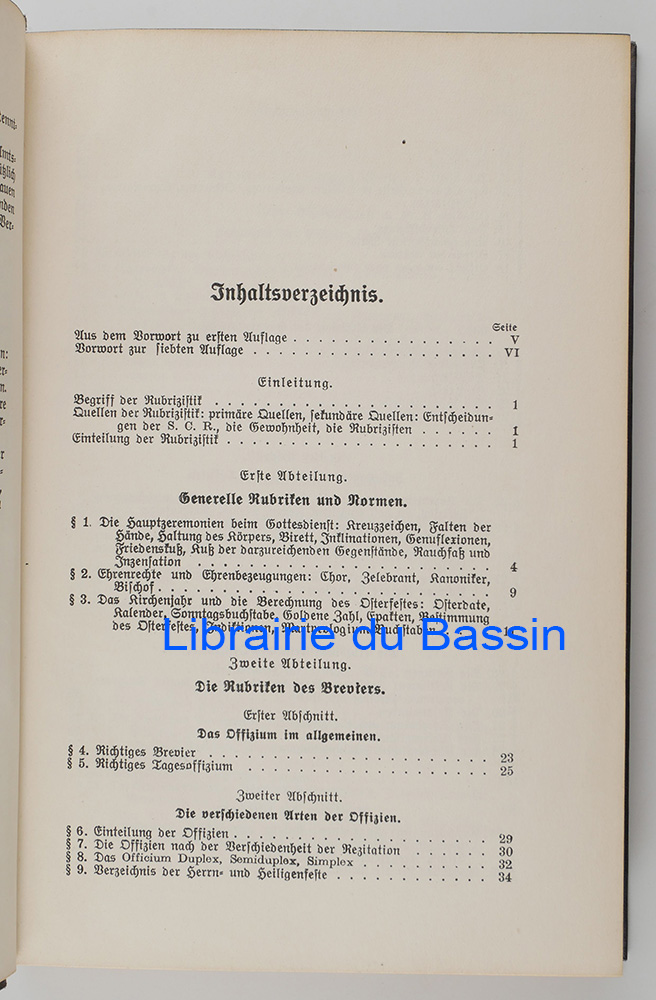 Inhaltsverzeichnis.
Seite
Aus dem Vorwort zu ersten Auflage . . . . . . . . . . . . . . . . . V
Vorwort zur siebten Auflage . . . . . . . . . . . . . . . . . . . . VI
Einleitung.
Begriff der Rubrizistik . . . . . . . . . . . . . . . . . . . . . . 1
Quellen der Rubrizistik: primäre Quellen, sekundäre Quellen: Entscheidun-
gen der S. C. R., die Gewohnheit, die Rubrizisten . . . . . . 1
Einteilung der Rubrizistik . . . . . . . . . . . . . . . . . . . . . 1
Erste Abteilung.
Generelle Rubriken und Normen.
§ 1. Die Hauptzeremonien beim Gottesdienst: Kreuzzeichen, Falten der
Hände, Haltung des Körpers, Birett, Inklinationen, Genuflexionen,
Friedenskuß, Kuß der darzureichenden Gegenstände, Rauchfaß und
Inzensation . . . . . . . . . . . . . . . . . . . . . . 4
§ 2. Ehrenrechte und Ehrenbezeugungen: Chor, Zelebrant, Kanoniker,
Bischof . . . . . . . . . . . . . . . . . . . . . . . . 9
§ 3. Das Kirchenjahr und die Berechnung des Osterfestes: Osterdate,
Kalender, Sonntagsbuchstabe, Goldene Zahl, Epakten, Bestimmung
des Osterfestes, Indiktionen, Martyrologiumbuchstaben
Librairie du Bassin
Zweite Abteilung.
Die Rubriken des Breviers.
Erster Abschnitt.
Das Offizium im allgemeinen.
§ 4. Richtiges Brevier . . . . . . . . . . . . . . . . . . . . 23
§ 5. Richtiges Tagesoffizium . . . . . . . . . . . . . . . . . 25
Zweiter Abschnitt.
Die verschiedenen Arten der Offizien.
§ 6. Einteilung der Offizien . . . . . . . . . . . . . . . . . 29
§ 7. Die Offizien nach der Verschiedenheit der Rezitation . . . . . 30
§ 8. Das Officium Duplex, Semiduplex, Simplex . . . . . . . . . 32
§ 9. Verzeichnis der Herrn- und Heiligenfeste . . . . . . . . . . 34